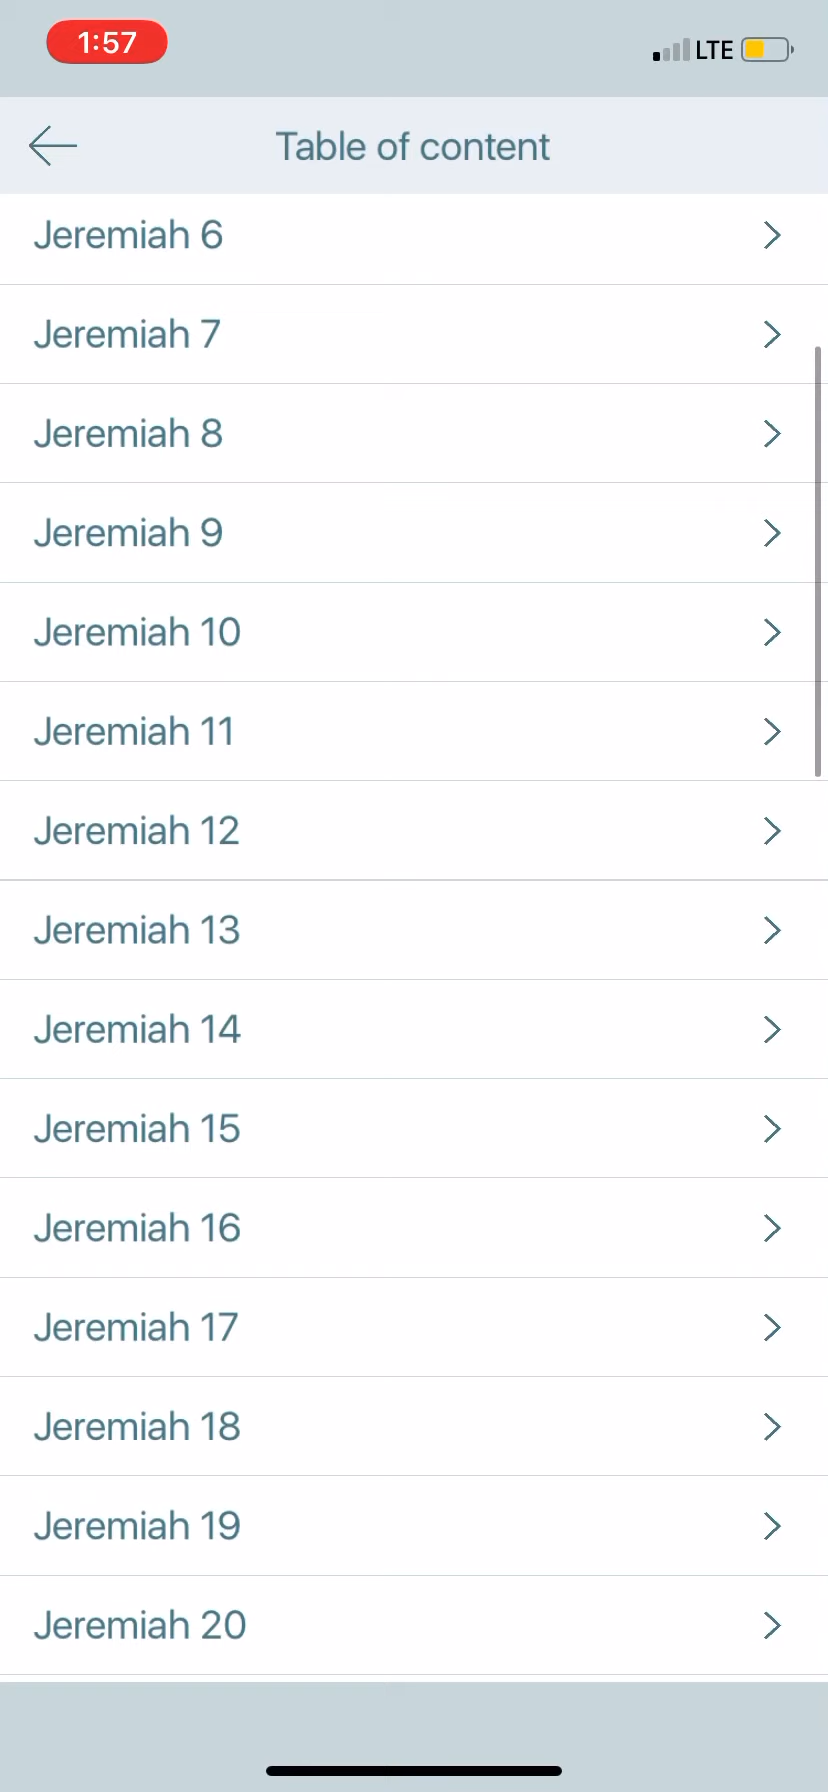 1:57
LTE
Table of content
Jeremiah 6
Jeremiah 7
Jeremiah 8
Jeremiah 9
Jeremiah 10
Jeremiah 11
Jeremiah 12
Jeremiah 13
Jeremiah 14
Jeremiah 15
Jeremiah 16
Jeremiah 17
Jeremiah 18
Jeremiah 19
Jeremiah 20